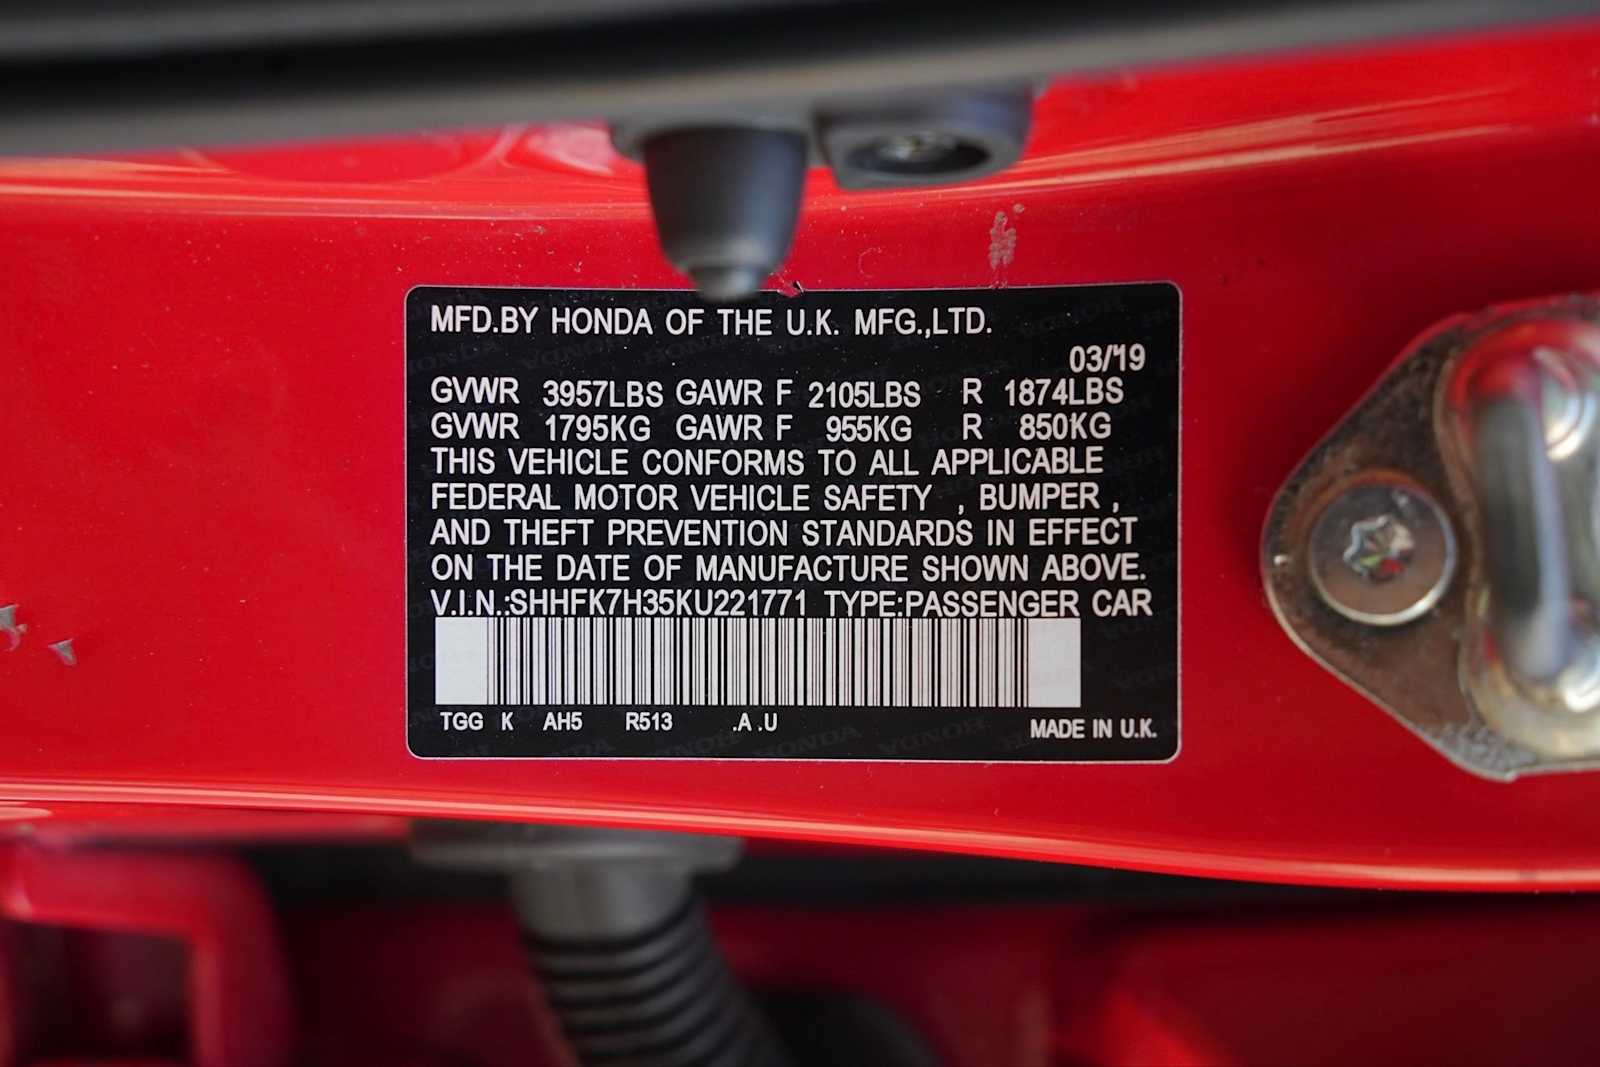 MFD.BY HONDA OF THE U.K. MFG.,LTD.
03/'19
GVWR 3957LBS GAWR F 2105LBS R 1874LBS
GVWR 1795KG GAWR F 955KG R 850KG
THIS VEHICLE CONFORMS TO ALL APPLICABLE
FEDERAL MOTOR VEHICLE SAFETY , BUMPER ,
AND THEFT PREVENTION STANDARDS IN EFFECT
ON THE DATE OF MANUFACTURE SHOWN ABOVE.
V.I.N.:SHHFK7H35KU221771 TYPE:PASSENGER CAR
TGG K AH5 R513 .A .U
MADE IN U.K.